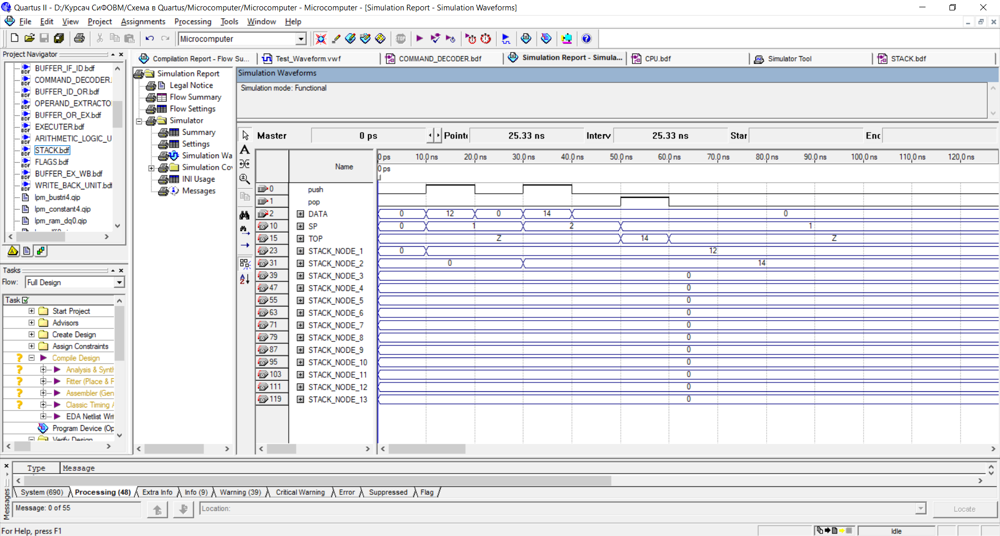 Quartus II - D:/Курсач СиФОВМ/Схема в Quartus/Microcomputer/Microcomputer - Microcomputer - [Simulation Report - Simulation Waveforms]
File Edit View Project Assignments Processing Tools Window Help
Microcomputer
STOP
Project Navigator
BUFFER_IF_ID.bdf
COMMAND_DECODER.
BUFFER_ID_OR.bdf
OPERAND_EXTRACTO
BUFFER_OR_EX.bdf
EXECUTER.bdf
ARITHMETIC_LOGIC_U
STACK.bdf
FLAGS.bdf
BUFFER_EX_WB.bdf
WRITE_BACK_UNIT.bdf
lpm_bustri4.qip
lpm_constant4.qip
lpm_ram_dq0.qip
Tasks
Flow: Full Design
Task
Start Project
Advisors
Create Design
Assign Constraints
Compile Design
Analysis & Synth
Fitter (Place & F
Assembler (Gen
Classic Timing A
EDA Netlist Wri
Program Device (Op
Verify Design
Compilation Report - Flow Su...
Test_Waveform.vwf
COMMAND_DECODER.bdf
Simulation Report - Simula...
CPU.bdf
Simulator Tool
STACK.bdf
Simulation Report
Legal Notice
Flow Summary
Flow Settings
Simulator
Summary
Settings
Simulation Wa
Simulation Co
INI Usage
Messages
Simulation Waveforms
Simulation mode: Functional
Master 0 ps Pointe 25.33 ns Interv 25.33 ns Star Enc
Name
0 ps 10.0 ns 20.0 ns 30.0 ns 40.0 ns 50.0 ns 60.0 ns 70.0 ns 80.0 ns 90.0 ns 100.0 ns 110.0 ns 120.0 ns
0 ps
0 push
1 pop
2 DATA 0 12 0 14 0
10 SP 0 1 2 1
15 TOP Z 14 Z
23 STACK_NODE_1 0 12
31 STACK_NODE_2 0 14
39 STACK_NODE_3 0
47 STACK_NODE_4 0
55 STACK_NODE_5 0
63 STACK_NODE_6 0
71 STACK_NODE_7 0
79 STACK_NODE_8 0
87 STACK_NODE_9 0
95 STACK_NODE_10 0
103 STACK_NODE_11 0
111 STACK_NODE_12 0
119 STACK_NODE_13 0
Messages
Type Message
System (690) Processing (48) Extra Info Info (9) Warning (39) Critical Warning Error Suppressed Flag
Message: 0 of 55 Location: Locate
For Help, press F1 Idle